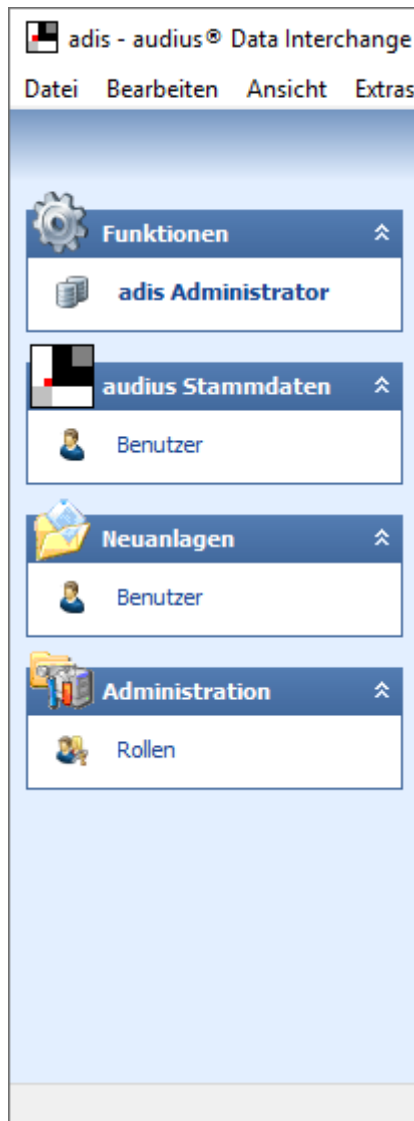 adis - audius® Data Interchange
Datei Bearbeiten Ansicht Extras
Funktionen
adis Administrator
audius Stammdaten
Benutzer
Neuanlagen
Benutzer
Administration
Rollen